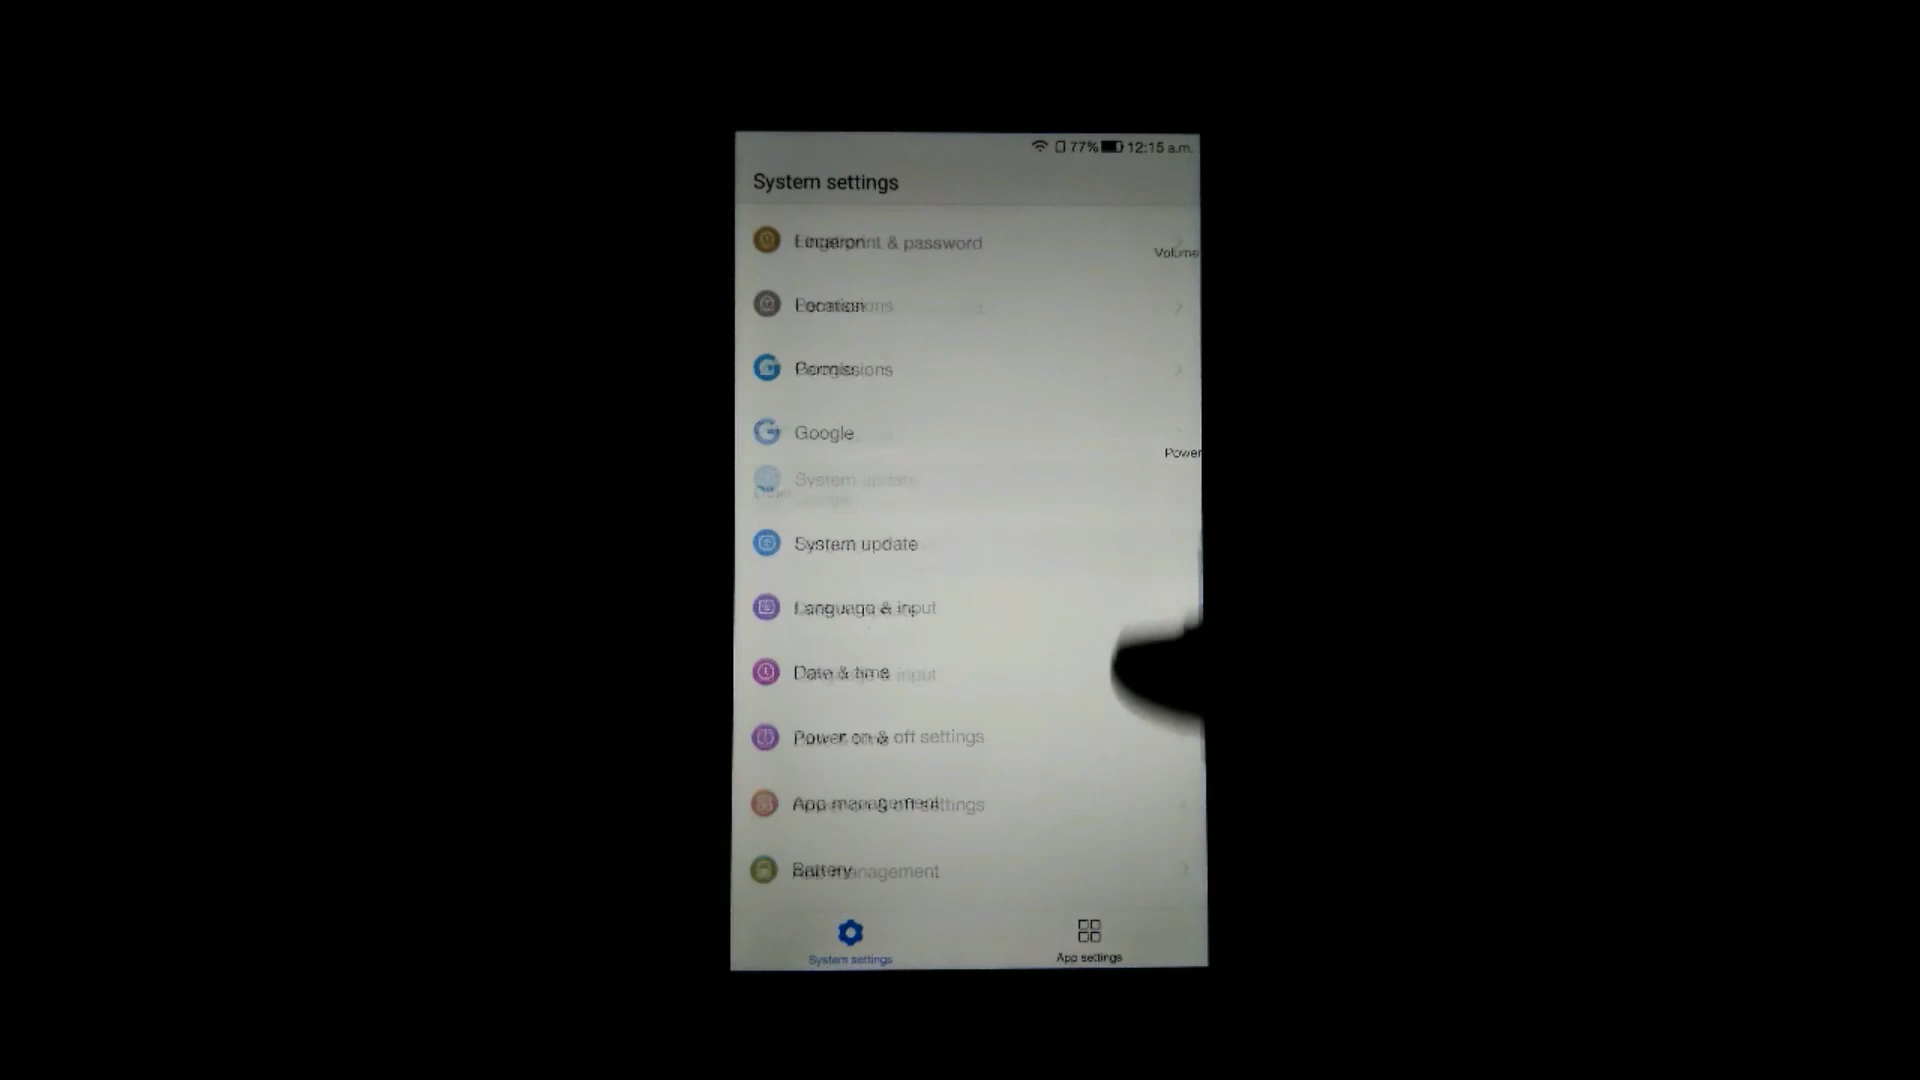 77% 12:15 a.m.
System settings
Fingerprint & password
Volume
Location
Permissions
Google
Power
System update
System update
Language & input
Date & time
Power on & off settings
App management
Battery
System settings
App settings